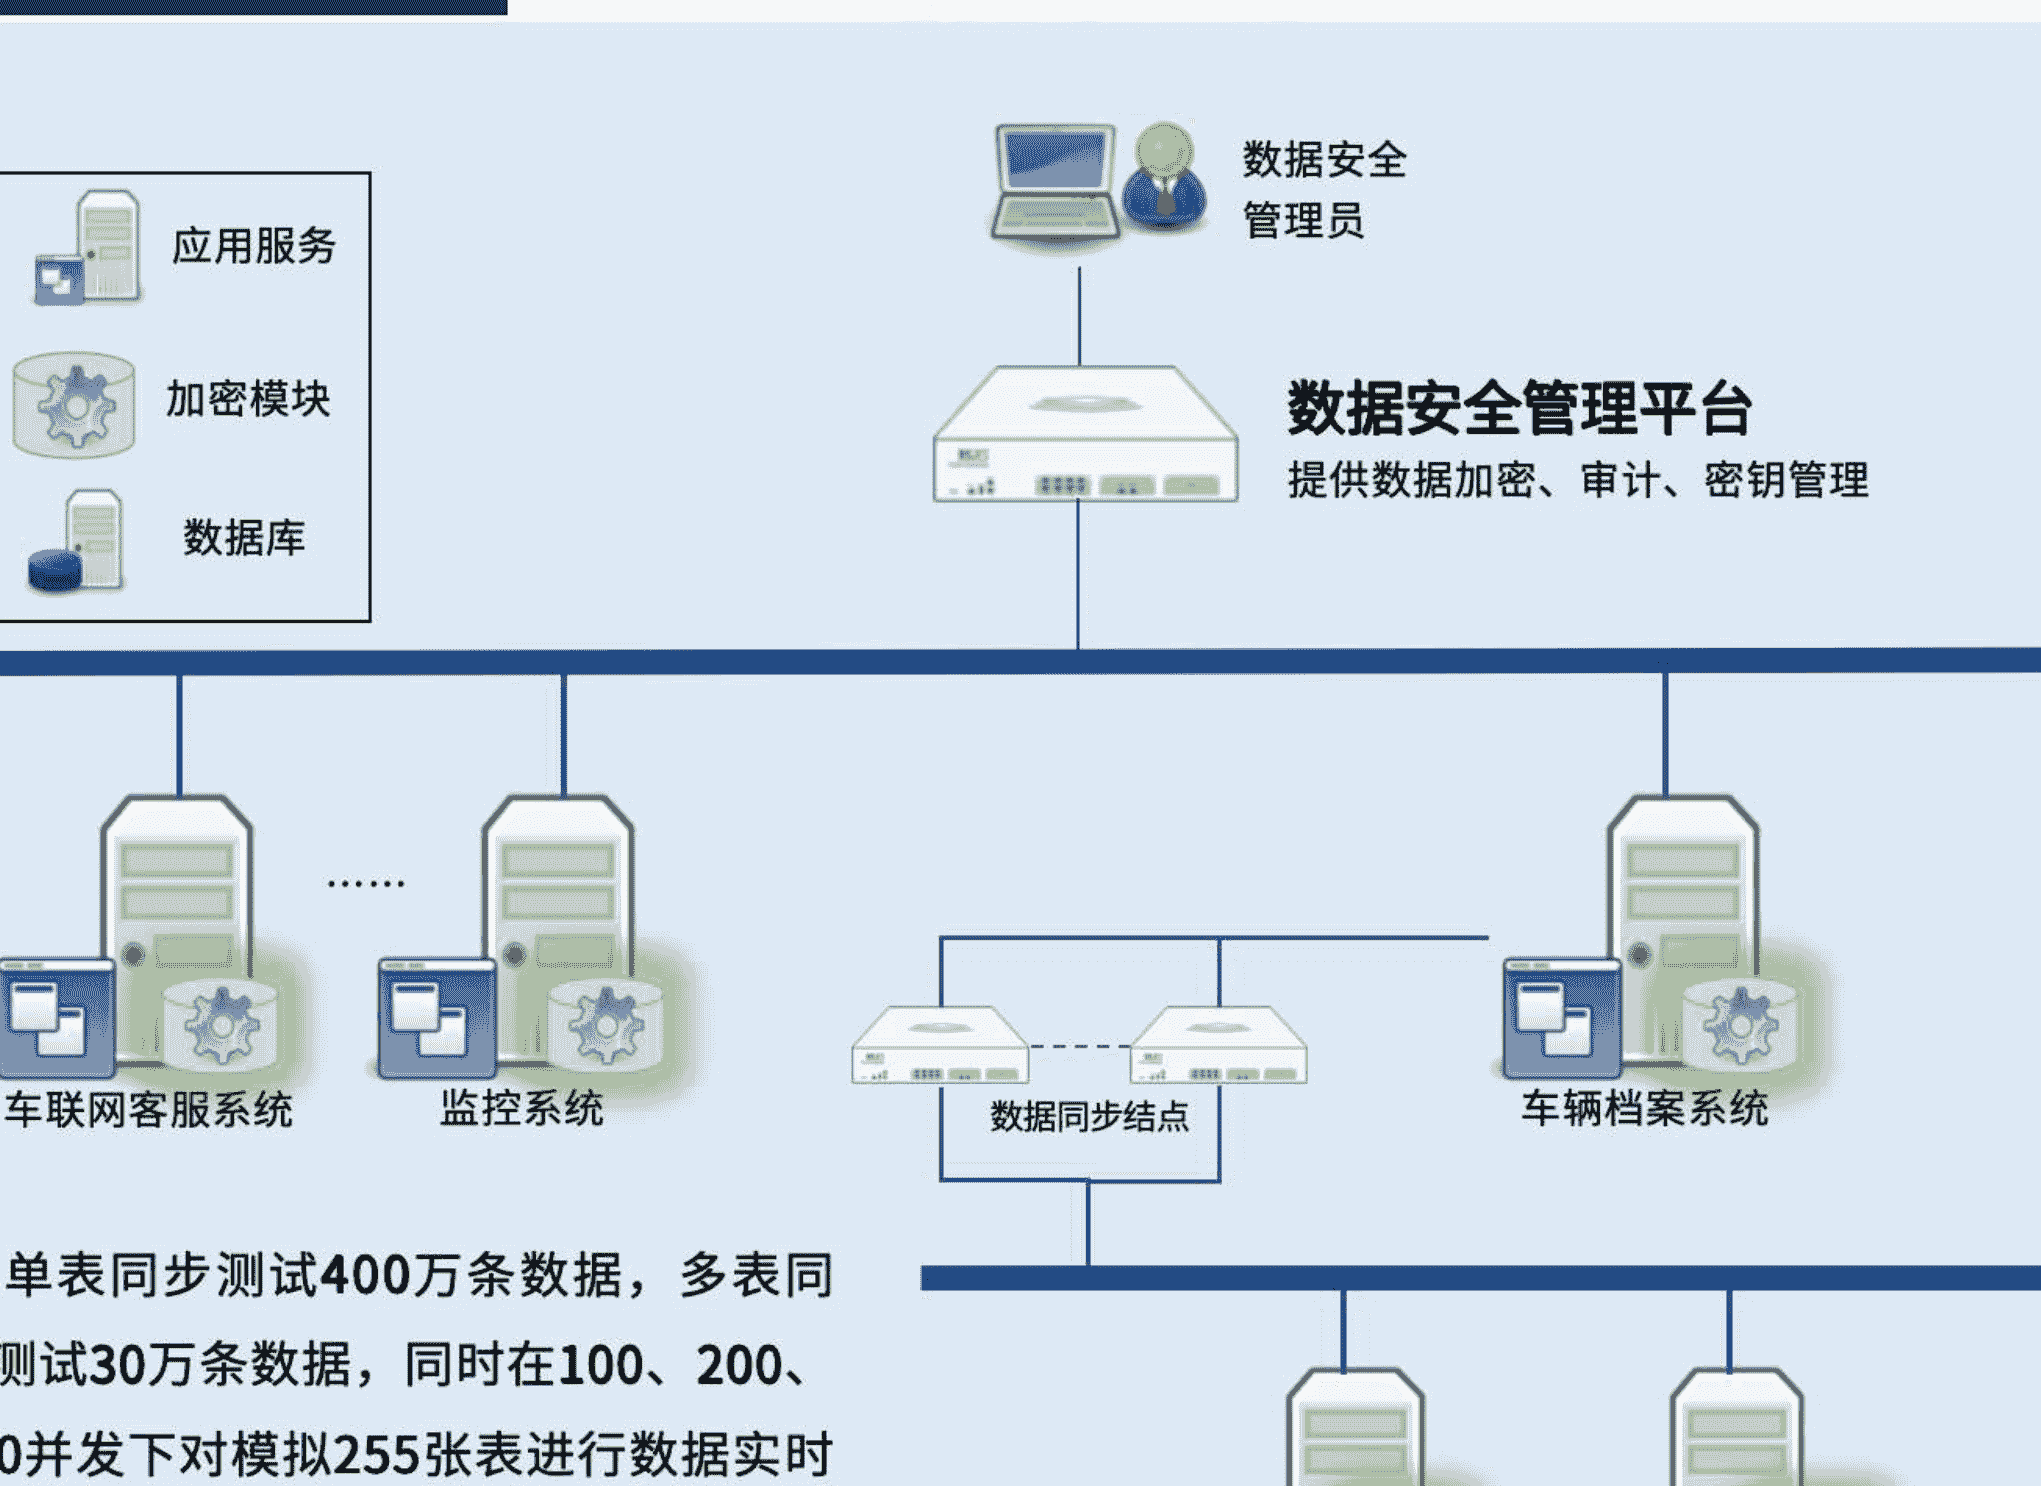 数据安全
管理员
应用服务
加密模块
数据库
数据安全管理平台
提供数据加密、审计、密钥管理
……
车联网客服系统
监控系统
数据同步结点
车辆档案系统
单表同步测试400万条数据，多表同
测试30万条数据，同时在100、200、
0并发下对模拟255张表进行数据实时